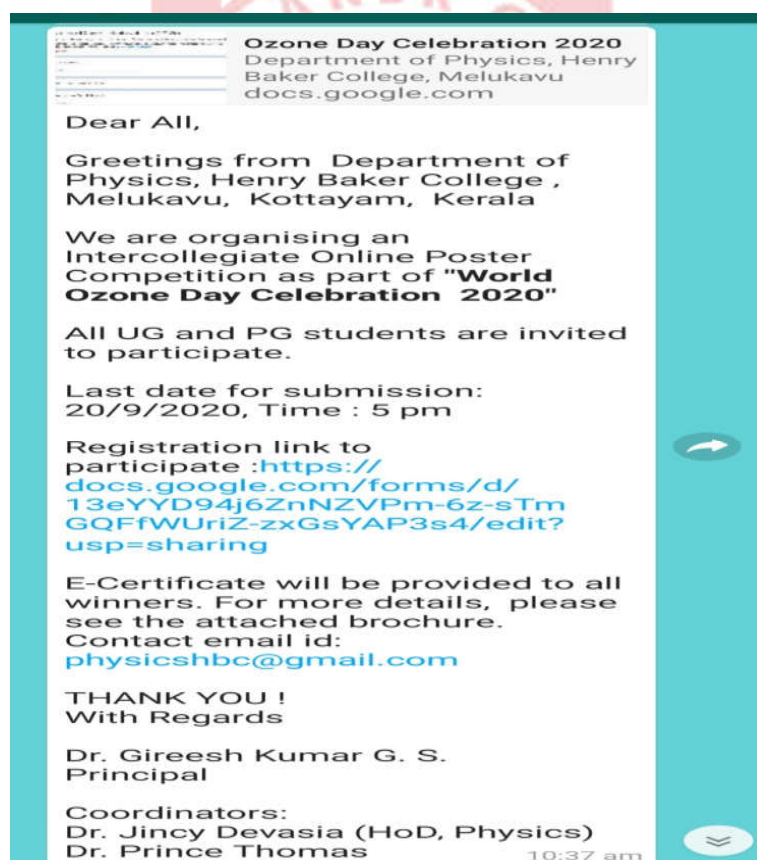 Ozone Day Celebration 2020
Department of Physics, Henry
Baker College, Melukavu
docs.google.com
Dear All,
Greetings from Department of
Physics, Henry Baker College ,
Melukavu, Kottayam, Kerala
We are organising an
Intercollegiate Online Poster
Competition as part of "World
Ozone Day Celebration 2020"
All UG and PG students are invited
to participate.
Last date for submission:
20/9/2020, Time : 5 pm
Registration link to
participate :https://
docs.google.com/forms/d/
13eYYD94j6ZnNZVPm-6z-sTm
GQFfWUriZ-zxGsYAP3s4/edit?
usp=sharing
E-Certificate will be provided to all
winners. For more details, please
see the attached brochure.
Contact email id:
physicshbc@gmail.com
THANK YOU !
With Regards
Dr. Gireesh Kumar G. S.
Principal
Coordinators:
Dr. Jincy Devasia (HoD, Physics)
Dr. Prince Thomas
10:37 am